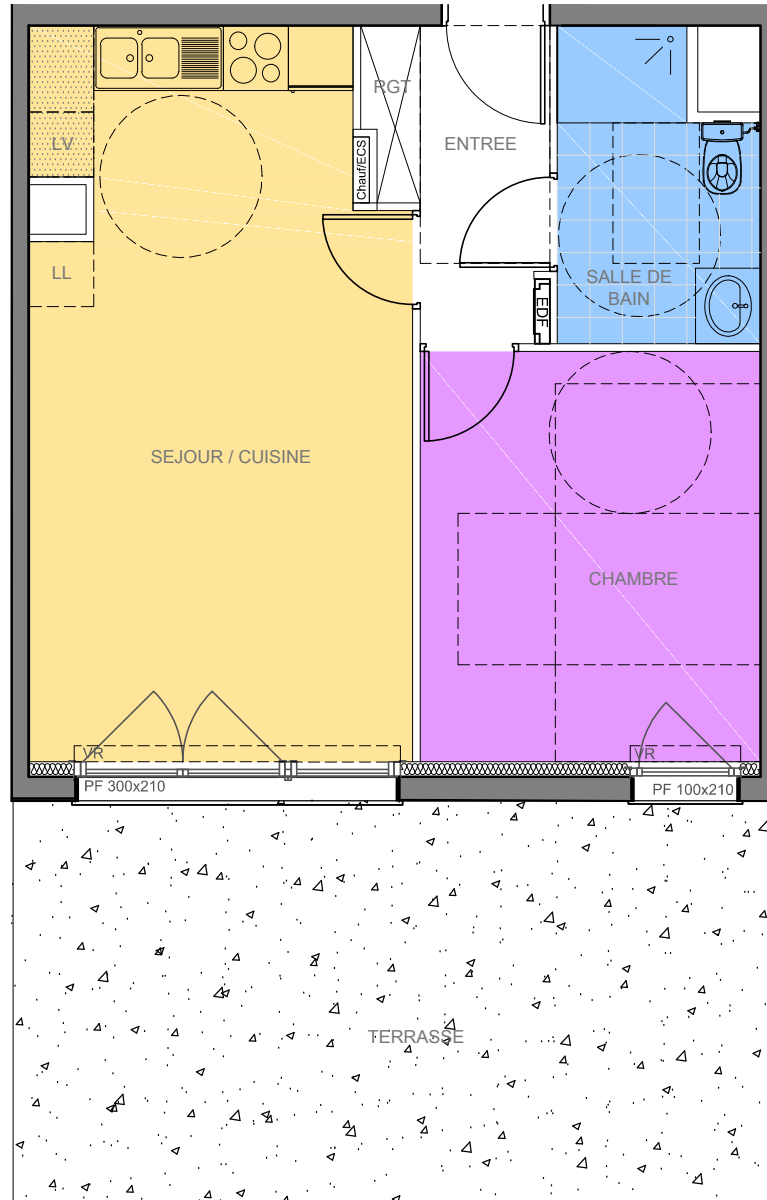 RGT
ENTREE
LV
Chauf/ECS
LL
SALLE DE
BAIN
EDF
SEJOUR / CUISINE
CHAMBRE
VR
VR
PF 300x210
PF 100x210
TERRASSE